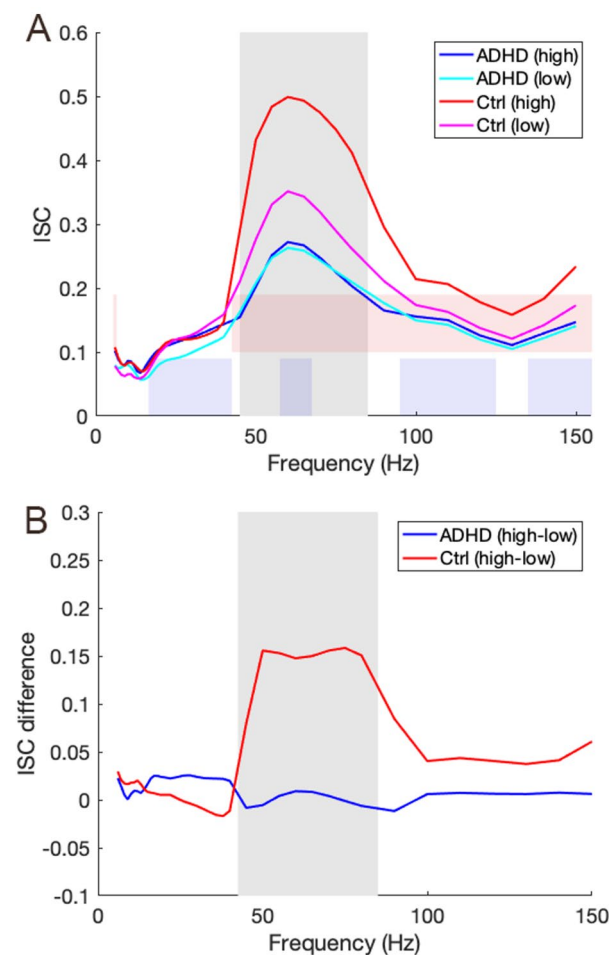 A
0.6
0.5
0.4
0.3
0.2
0.1
0
ISC
ADHD (high)
ADHD (low)
Ctrl (high)
Ctrl (low)
0
50
100
150
Frequency (Hz)
B
0.3
0.25
0.2
0.15
0.1
0.05
0
-0.05
-0.1
ISC difference
ADHD (high-low)
Ctrl (high-low)
0
50
100
150
Frequency (Hz)